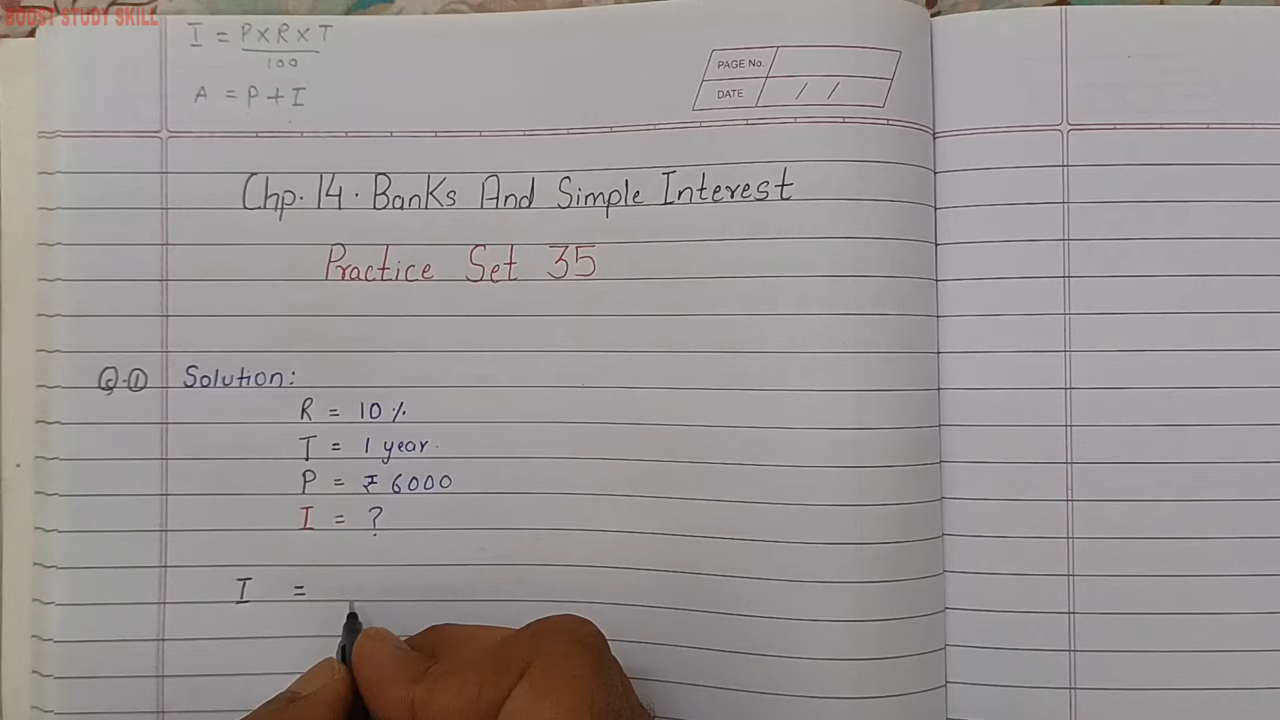 BOOST STUDY SKILL
I = P×R×T
100
A = P+I
PAGE No.
DATE / /
Chp. 14. Banks And Simple Interest
Practice Set 35
Q.① Solution:
R = 10 %
T = 1 year.
P = ₹ 6000
I = ?
I =